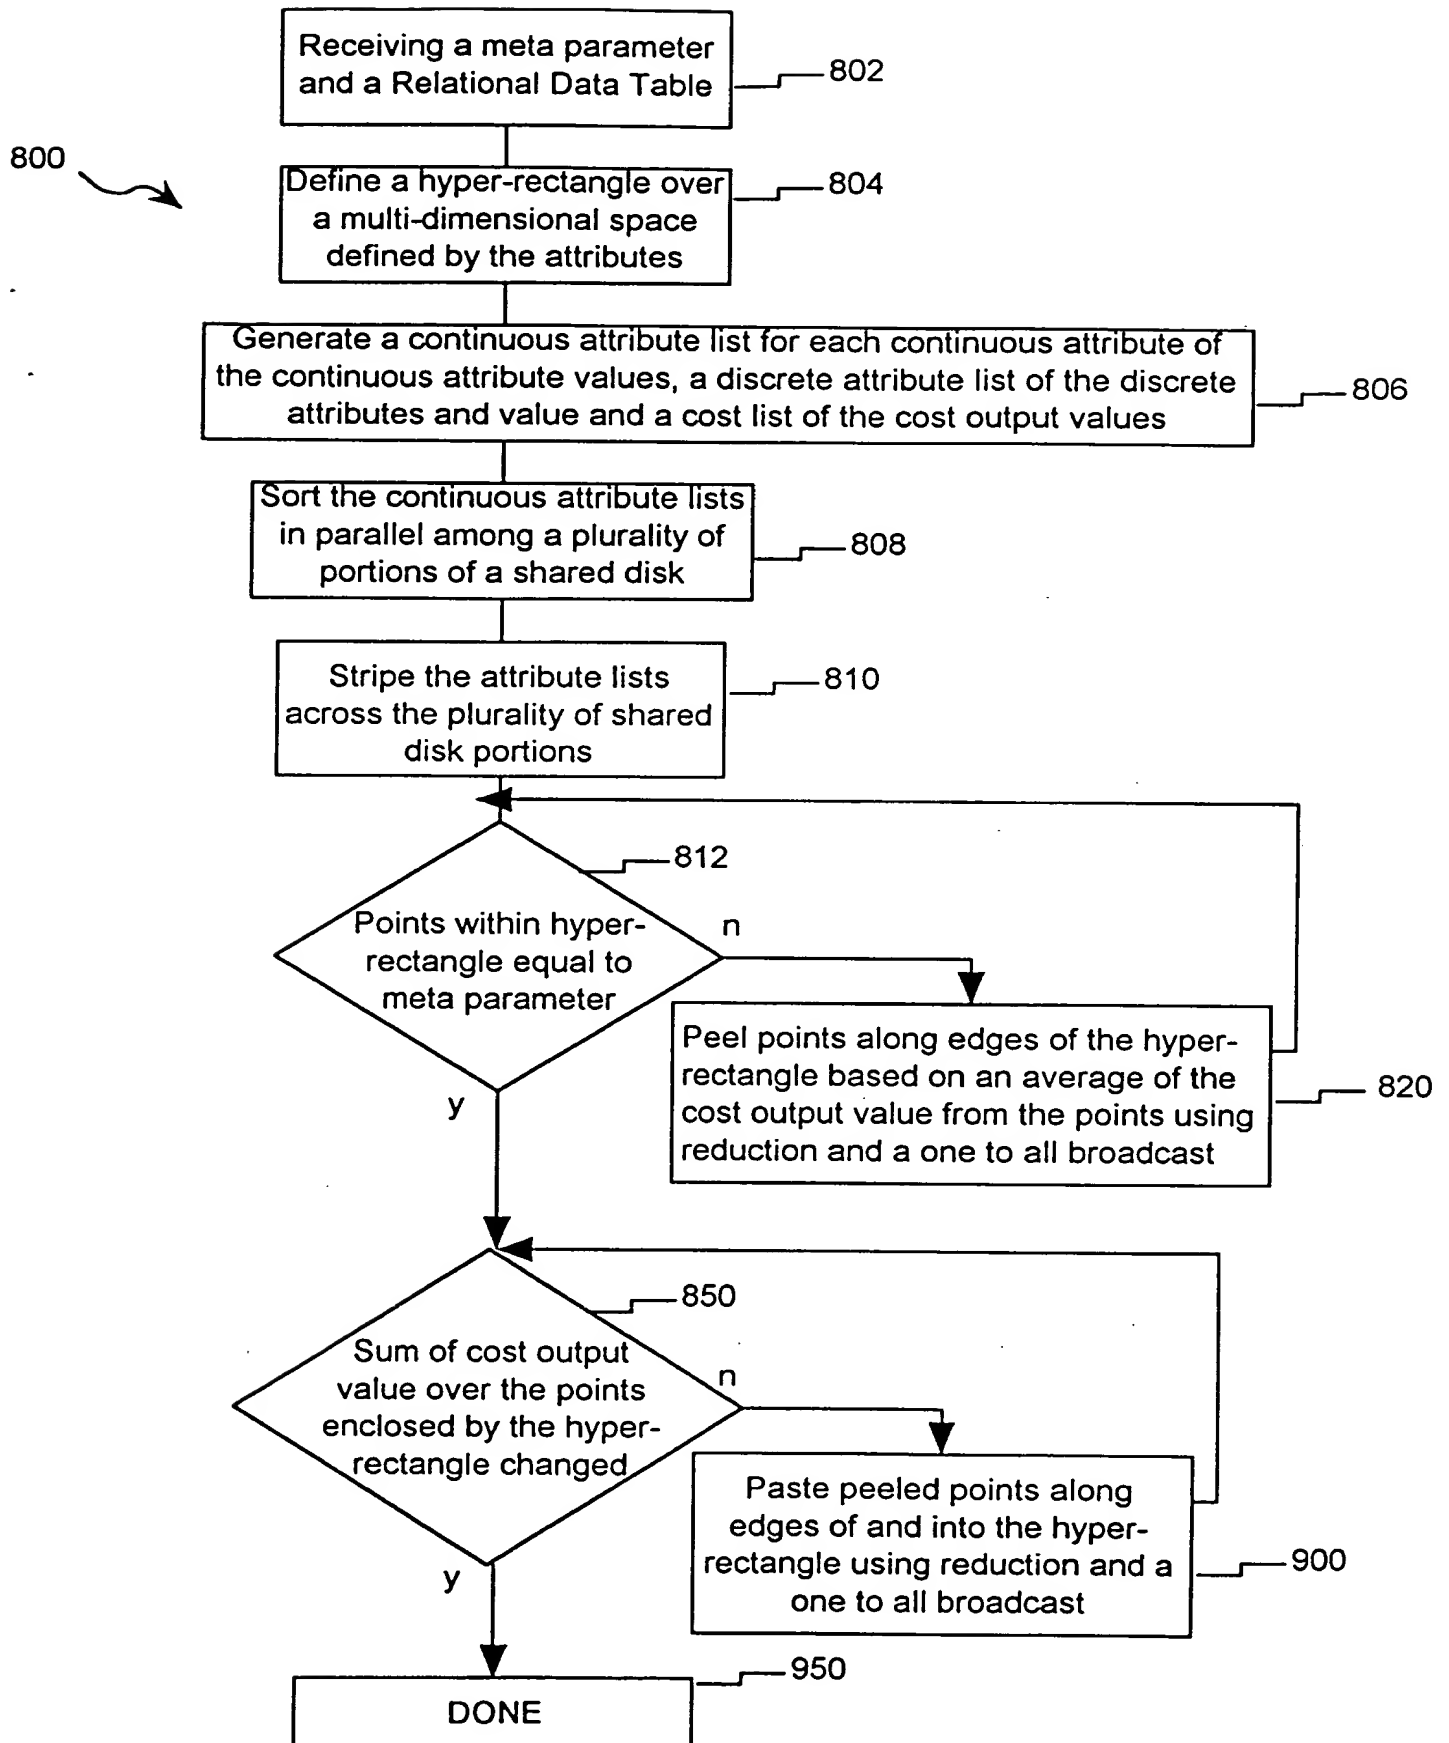 Receiving a meta parameter
and a Relational Data Table
802
800
Define a hyper-rectangle over
a multi-dimensional space
defined by the attributes
804
Generate a continuous attribute list for each continuous attribute of
the continuous attribute values, a discrete attribute list of the discrete
attributes and value and a cost list of the cost output values
806
Sort the continuous attribute lists
in parallel among a plurality of
portions of a shared disk
808
Stripe the attribute lists
across the plurality of shared
disk portions
810
812
Points within hyper-
rectangle equal to
meta parameter
n
y
Peel points along edges of the hyper-
rectangle based on an average of the
cost output value from the points using
reduction and a one to all broadcast
820
850
Sum of cost output
value over the points
enclosed by the hyper-
rectangle changed
n
y
Paste peeled points along
edges of and into the hyper-
rectangle using reduction and a
one to all broadcast
900
950
DONE